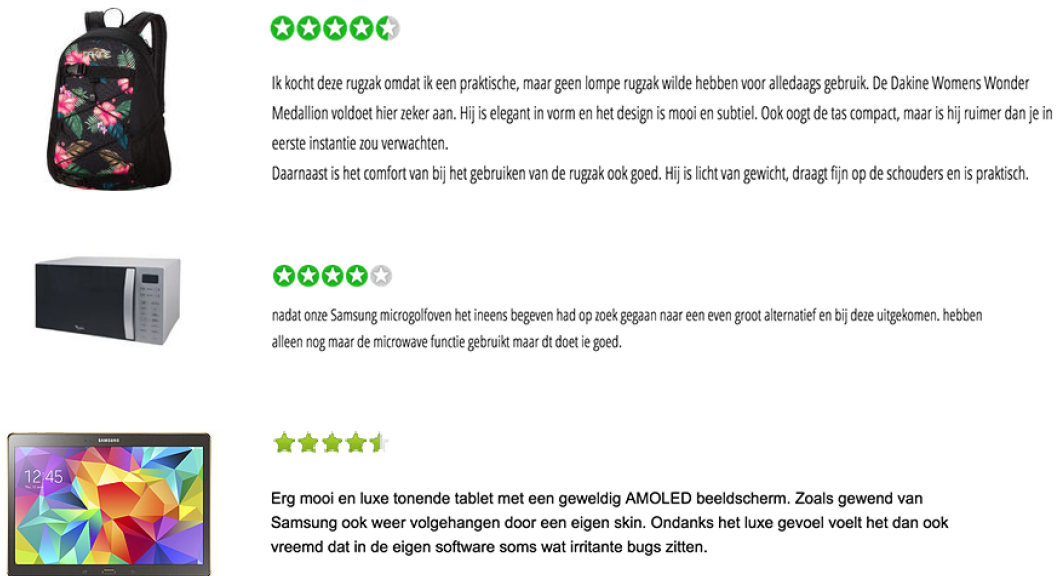 Ik kocht deze rugzak omdat ik een praktische, maar geen lompe rugzak wilde hebben voor alledaags gebruik. De Dakine Womens Wonder
Medallion voldoet hier zeker aan. Hij is elegant in vorm en het design is mooi en subtiel. Ook oogt de tas compact, maar is hij ruimer dan je in
eerste instantie zou verwachten.
Daarnaast is het comfort van bij het gebruiken van de rugzak ook goed. Hij is licht van gewicht, draagt fijn op de schouders en is praktisch.
nadat onze Samsung microgolfoven het ineens begeven had op zoek gegaan naar een even groot alternatief en bij deze uitgekomen. hebben
alleen nog maar de microwave functie gebruikt maar dt doet ie goed.
SAMSUNG
12:45
Erg mooi en luxe tonende tablet met een geweldig AMOLED beeldscherm. Zoals gewend van
Samsung ook weer volgehangen door een eigen skin. Ondanks het luxe gevoel voelt het dan ook
vreemd dat in de eigen software soms wat irritante bugs zitten.